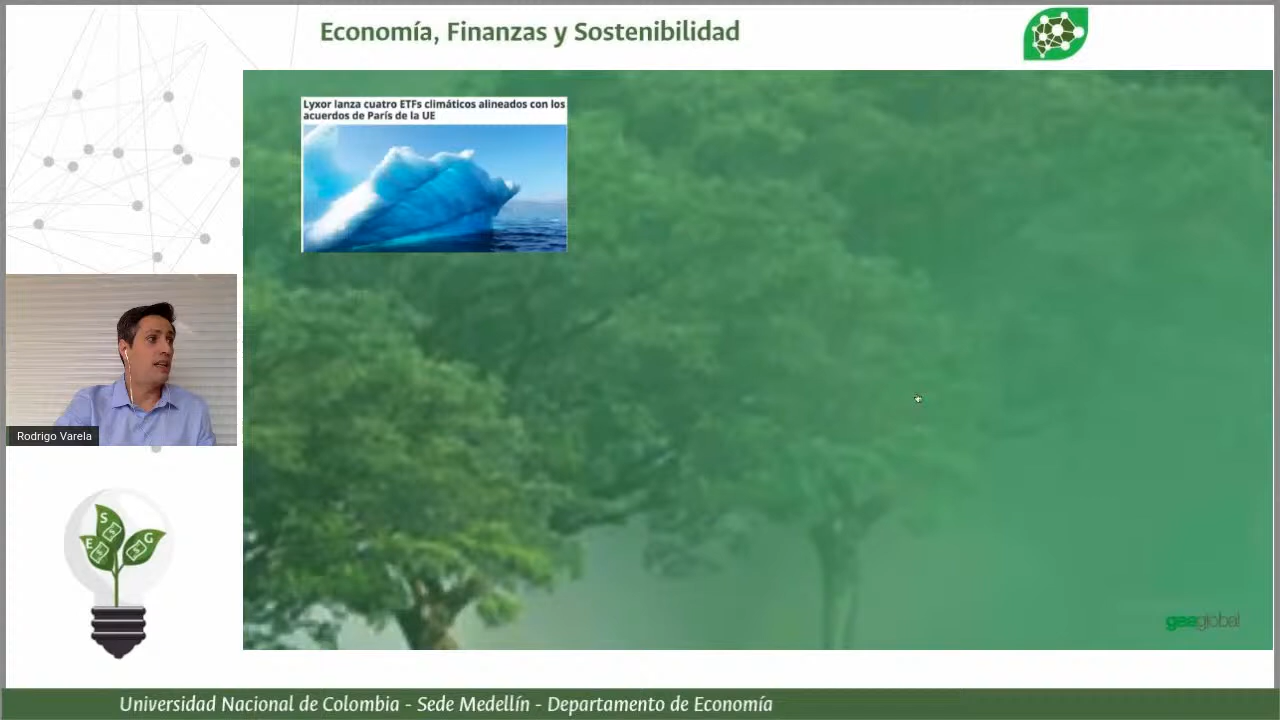 Economía, Finanzas y Sostenibilidad
Lyxor lanza cuatro ETFs climáticos alineados con los
acuerdos de París de la UE
Rodrigo Varela
S
E
G
geaglobal
Universidad Nacional de Colombia - Sede Medellín - Departamento de Economía